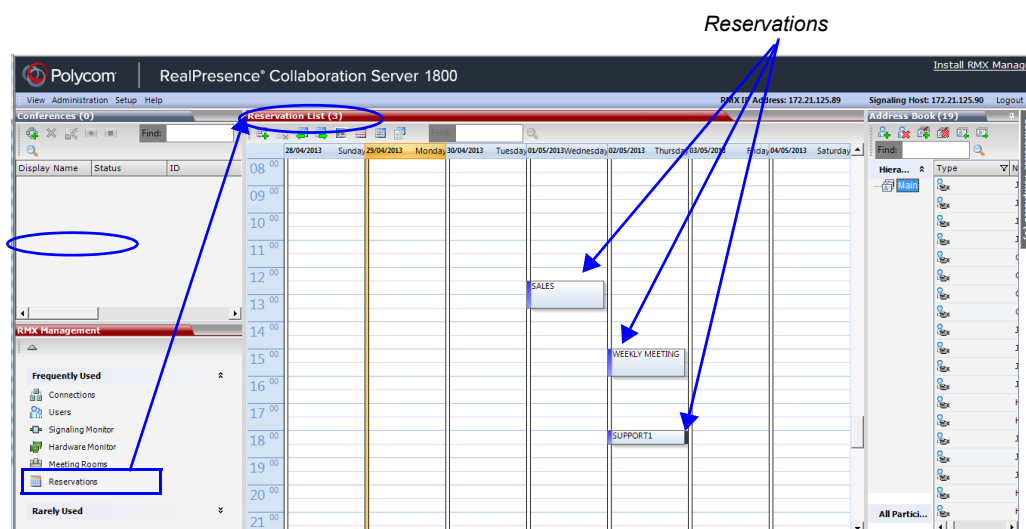 Reservations
Install RMX Manag
Polycom RealPresence® Collaboration Server 1800
View Administration Setup Help
RMX IP Address: 172.21.125.89 Signaling Host: 172.21.125.90 Logout
Conferences (0)
Reservation List (3)
Address Book (19)
Find:
Find:
Find:
Display Name Status ID
28/04/2013 Sunday 29/04/2013 Monday 30/04/2013 Tuesday 01/05/2013 Wednesday 02/05/2013 Thursday 03/05/2013 Friday 04/05/2013 Saturday
Hiera... Type N
Main
08 00
09 00
10 00
11 00
12 00
SALES
13 00
14 00
RMX Management
15 00
WEEKLY MEETING
16 00
17 00
18 00
SUPPORT1
19 00
20 00
21 00
Frequently Used
Connections
Users
Signaling Monitor
Hardware Monitor
Meeting Rooms
Reservations
Rarely Used
All Partici...